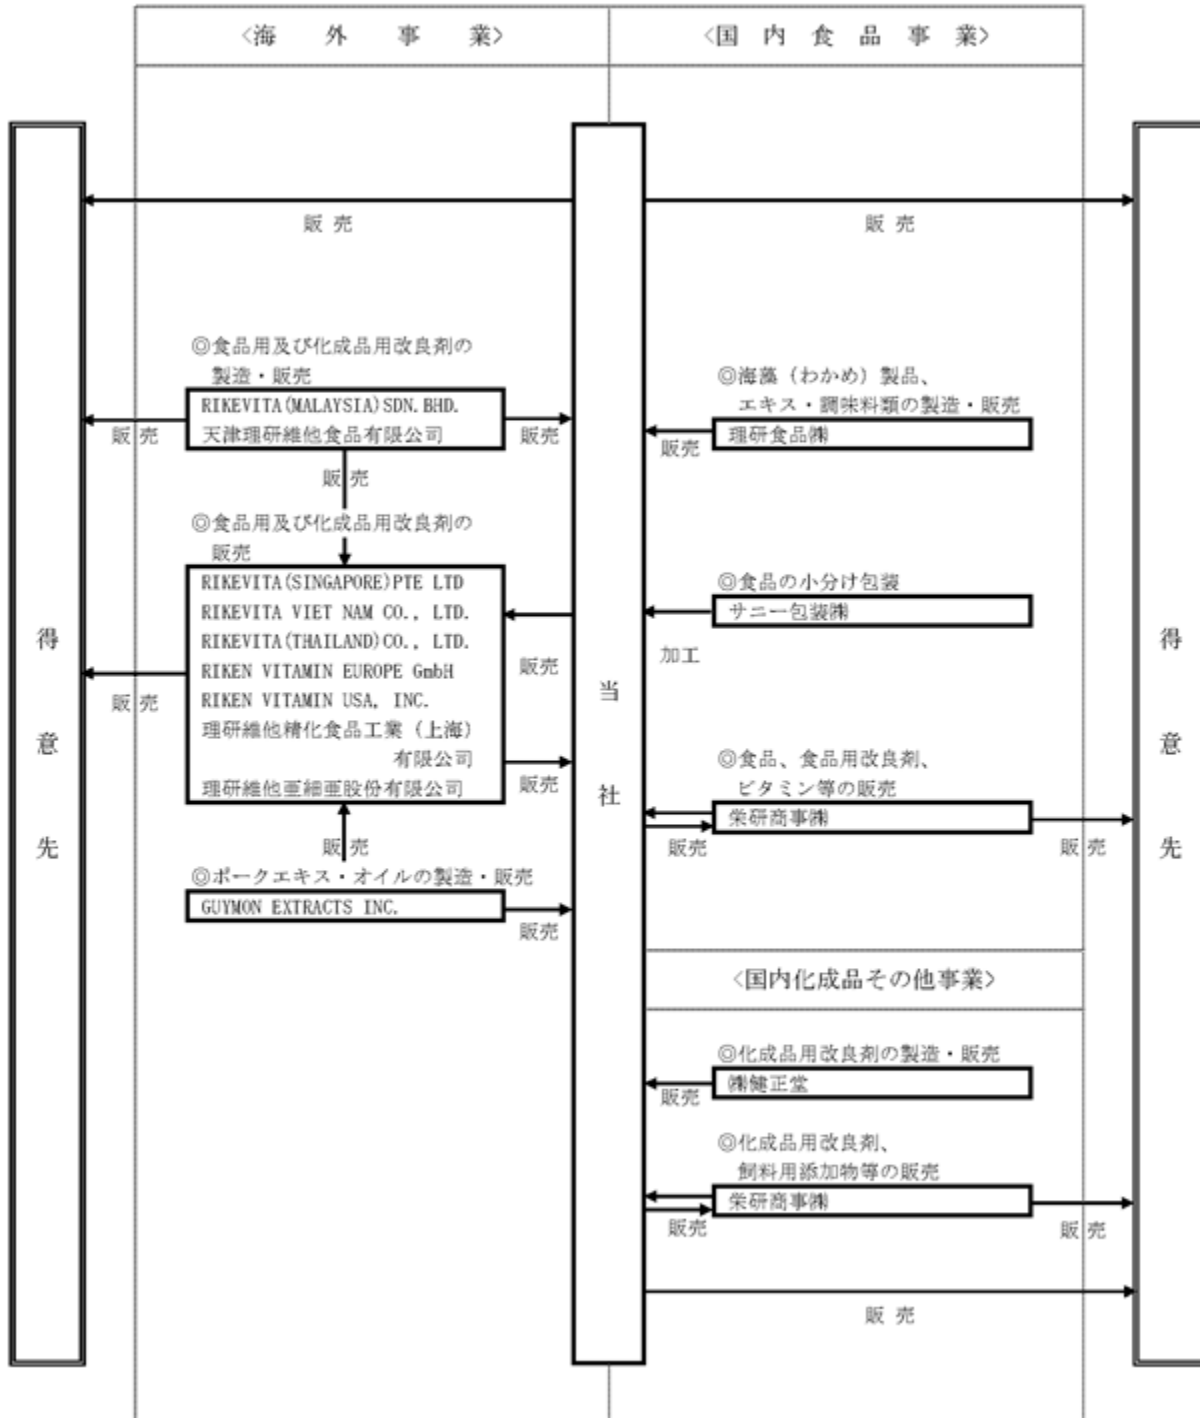 <海外事業>
<国内食品事業>
販売
販売
◎食品用及び化成品用改良剤の
製造・販売
RIKEVITA(MALAYSIA)SDN.BHD.
天津理研維他食品有限公司
販売
販売
販売
◎食品用及び化成品用改良剤の
販売
RIKEVITA(SINGAPORE)PTE LTD
RIKEVITA VIET NAM CO., LTD.
RIKEVITA(THAILAND)CO., LTD.
RIKEN VITAMIN EUROPE GmbH
RIKEN VITAMIN USA, INC.
理研維他精化食品工業（上海）
有限公司
理研維他亜細亜股份有限公司
販売
販売
販売
販売
◎ポークエキス・オイルの製造・販売
GUYMON EXTRACTS INC.
販売
得意先
当社
◎海藻（わかめ）製品、
エキス・調味料類の製造・販売
理研食品㈱
販売
◎食品の小分け包装
サニー包装㈱
加工
◎食品、食品用改良剤、
ビタミン等の販売
栄研商事㈱
販売
販売
<国内化成品その他事業>
◎化成品用改良剤の製造・販売
㈱健正堂
販売
◎化成品用改良剤、
飼料用添加物等の販売
栄研商事㈱
販売
販売
販売
得意先